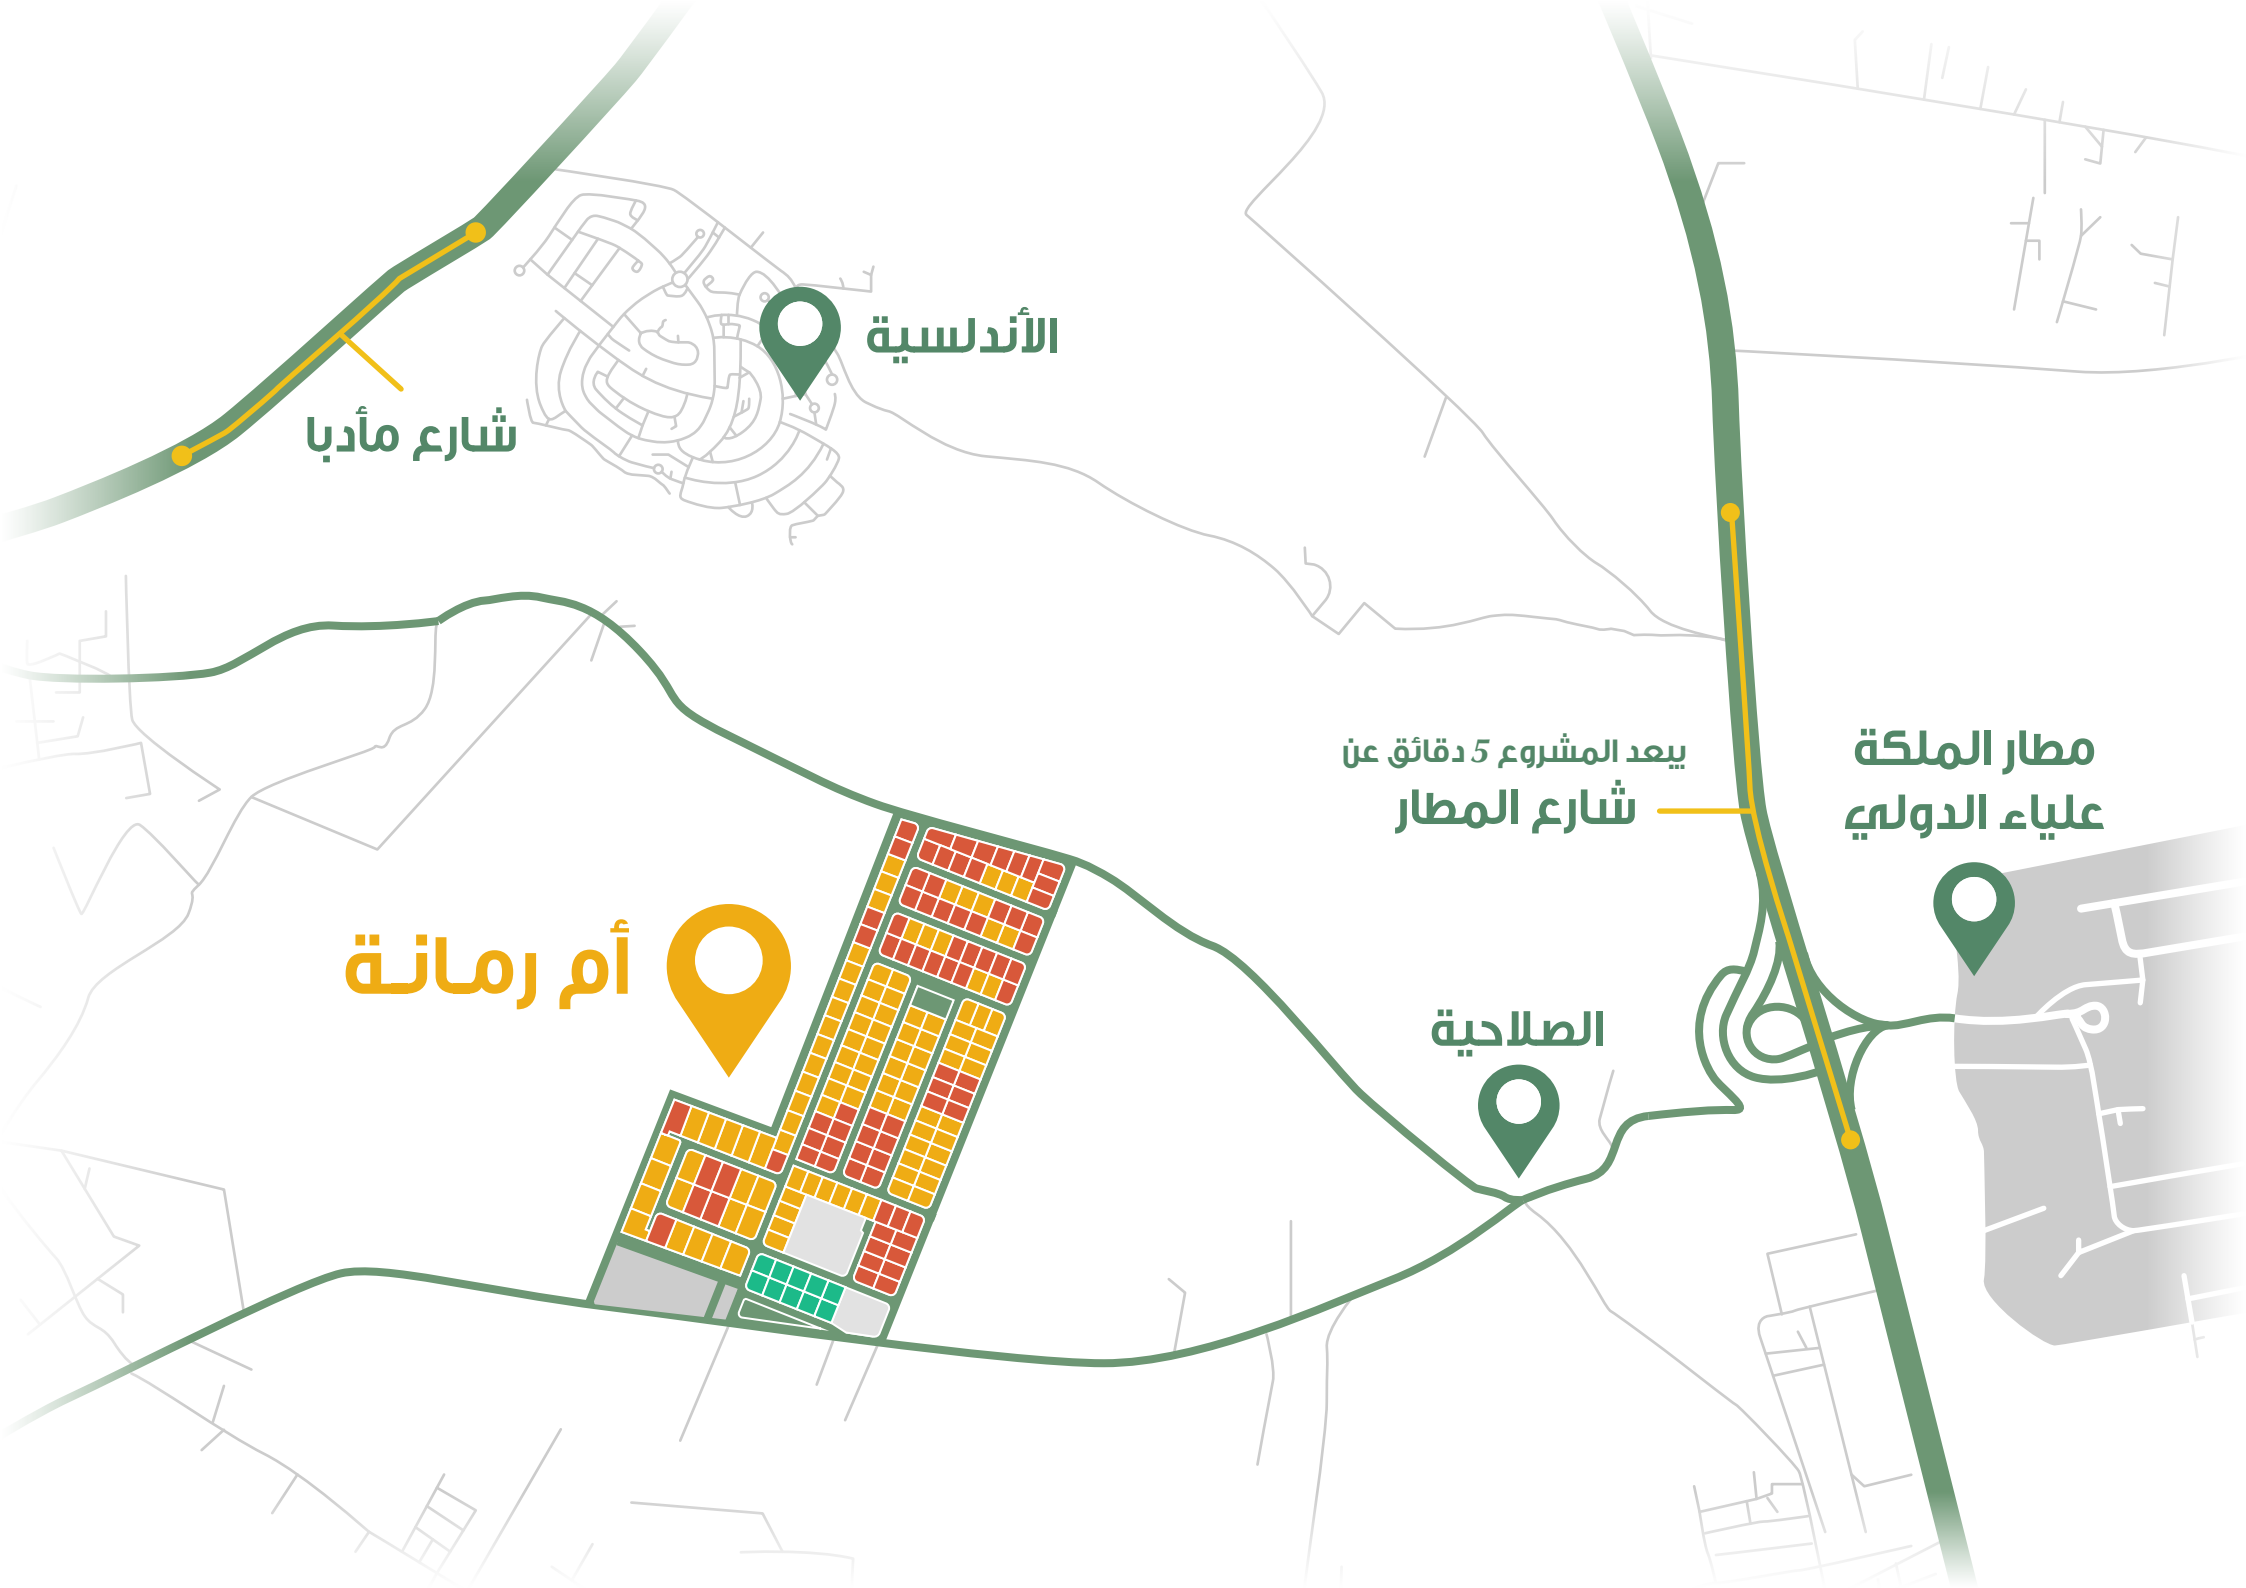 الأندلسية
شارع مأدبا
يبعد المشروع 5 دقائق عن
شارع المطار
مطار الملكة
علياء الدولي
أم رمانة
الصلاحية